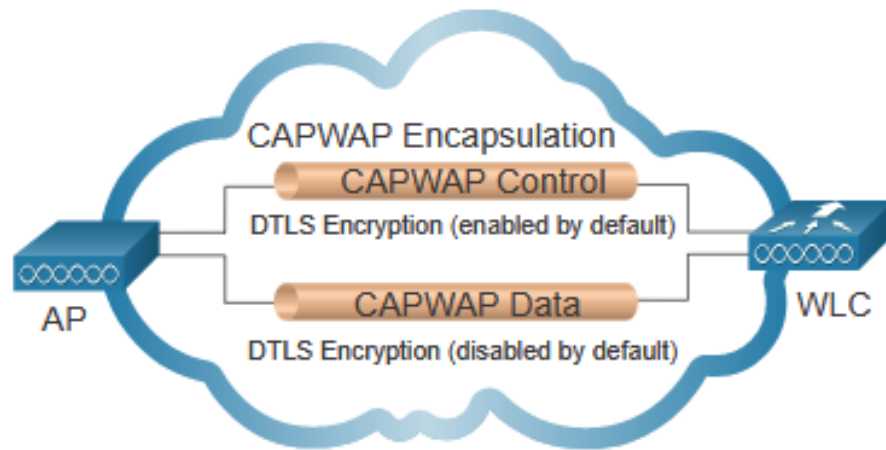 CAPWAP Encapsulation
CAPWAP Control
DTLS Encryption (enabled by default)
AP
WLC
CAPWAP Data
DTLS Encryption (disabled by default)